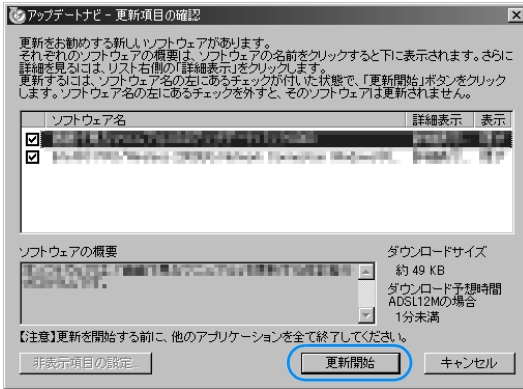 アップデートナビ - 更新項目の確認
更新をお勧めする新しいソフトウェアがあります。
それぞれのソフトウェアの概要は、ソフトウェアの名前をクリックすると下に表示されます。さらに
詳細を見るには、リスト右側の「詳細表示」をクリックします。
更新するには、ソフトウェア名の左にあるチェックが付いた状態で、「更新開始」ボタンをクリック
します。ソフトウェア名の左にあるチェックを外すと、そのソフトウェアは更新されません。
ソフトウェア名 詳細表示 表示
ソフトウェアの概要
ダウンロードサイズ
約 49 KB
ダウンロード予想時間
ADSL12Mの場合
1分未満
【注意】更新を開始する前に、他のアプリケーションを全て終了してください。
非表示項目の設定... 更新開始 キャンセル